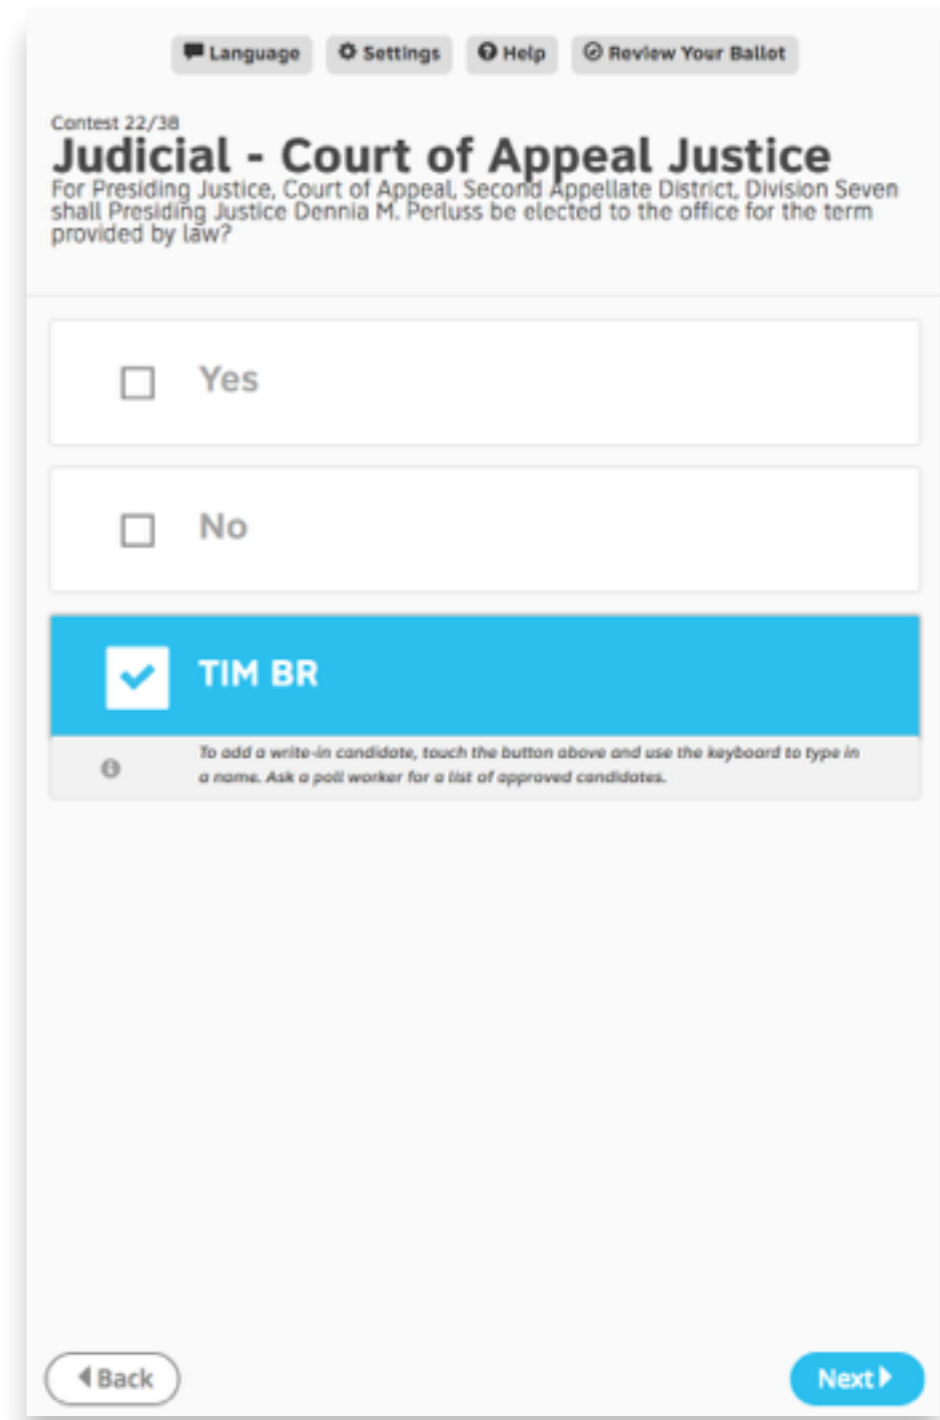 Language Settings Help Review Your Ballot
Contest 22/38
Judicial - Court of Appeal Justice
For Presiding Justice, Court of Appeal, Second Appellate District, Division Seven
shall Presiding Justice Dennia M. Perluss be elected to the office for the term
provided by law?
Yes
No
TIM BR
To add a write-in candidate, touch the button above and use the keyboard to type in
a name. Ask a poll worker for a list of approved candidates.
Back Next